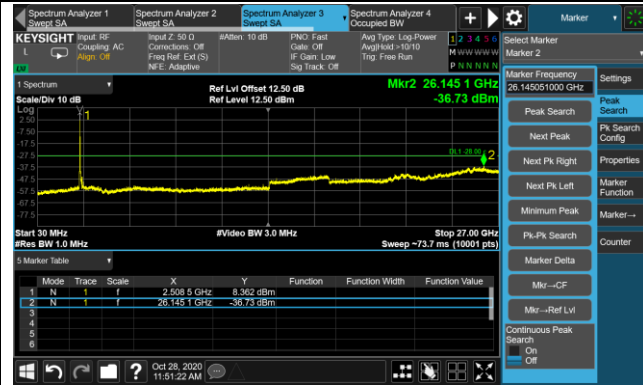 Spectrum Analyzer 1
Swept SA
Spectrum Analyzer 2
Swept SA
Spectrum Analyzer 3
Swept SA
Spectrum Analyzer 4
Occupied BW
Marker
KEYSIGHT
L
Input: RF
Coupling: AC
Align: Off
Input Z: 50 Ω
Corrections: Off
Freq Ref: Ext (S)
NFE: Adaptive
#Atten: 10 dB
PNO: Fast
Gate: Off
IF Gain: Low
Sig Track: Off
Avg Type: Log-Power
Avg|Hold:>10/10
Trig: Free Run
1 2 3 4 5 6
M W W W W W
P N N N N N
Select Marker
Marker 2
1 Spectrum
Scale/Div 10 dB
Ref Lvl Offset 12.50 dB
Ref Level 12.50 dBm
Mkr2 26.145 1 GHz
-36.73 dBm
Log
2.50
-7.50
-17.5
-27.5
-37.5
-47.5
-57.5
-67.5
-77.5
1
DL1 -28.00
2
Start 30 MHz
#Res BW 1.0 MHz
#Video BW 3.0 MHz
Stop 27.00 GHz
Sweep ~73.7 ms (10001 pts)
5 Marker Table
Mode Trace Scale X Y Function Function Width Function Value
1 N 1 f 2.508 5 GHz 8.362 dBm
2 N 1 f 26.145 1 GHz -36.73 dBm
3
4
5
6
Marker Frequency
26.145051000 GHz
Peak Search
Next Peak
Next Pk Right
Next Pk Left
Minimum Peak
Pk-Pk Search
Marker Delta
Mkr→CF
Mkr→Ref Lvl
Continuous Peak
Search
On
Off
Settings
Peak
Search
Pk Search
Config
Properties
Marker
Function
Marker→
Counter
?
Oct 28, 2020
11:51:22 AM